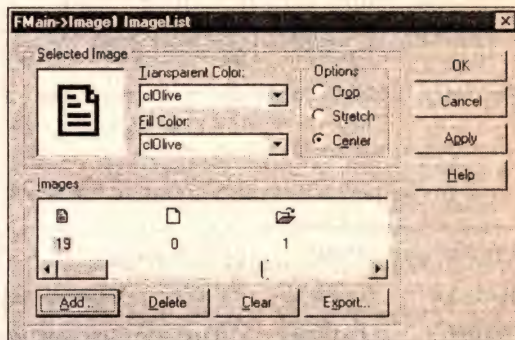 FMain->Image1 ImageList
Selected Image
Transparent Color:
clOlive
Fill Color:
clOlive
Options
Crop
Stretch
Center
OK
Cancel
Apply
Help
Images
19 0 1
Add...
Delete
Clear
Export...